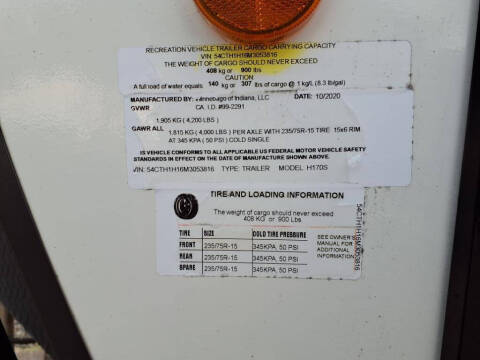 RECREATION VEHICLE TRAILER CARGO CARRYING CAPACITY
VIN: 54CTH1H16M3053816
THE WEIGHT OF CARGO SHOULD NEVER EXCEED
408 kg or 900 lbs
CAUTION
A full load of water equals 140 kg or 307 lbs of cargo @ 1 kg/L (8.3 lb/gal)
MANUFACTURED BY: Winnebago of Indiana, LLC DATE: 10/2020
GVWR CA. I.D. #99-2291
1,905 KG ( 4,200 LBS )
GAWR ALL 1,815 KG ( 4,000 LBS ) PER AXLE WITH 235/75R-15 TIRE 15x6 RIM
AT 345 KPA ( 50 PSI ) COLD SINGLE
THIS VEHICLE CONFORMS TO ALL APPLICABLE US FEDERAL MOTOR VEHICLE SAFETY
STANDARDS IN EFFECT ON THE DATE OF MANUFACTURE SHOWN ABOVE.
VIN: 54CTH1H16M3053816 TYPE: TRAILER MODEL: H170S
TIRE AND LOADING INFORMATION
The weight of cargo should never exceed
408 KG or 900 Lbs
TIRE SIZE COLD TIRE PRESSURE
FRONT 235/75R-15 345KPA, 50 PSI
REAR 235/75R-15 345KPA, 50 PSI
SPARE 235/75R-15 345KPA, 50 PSI
SEE OWNER'S
MANUAL FOR
ADDITIONAL
INFORMATION
54CTH1H16M3053816